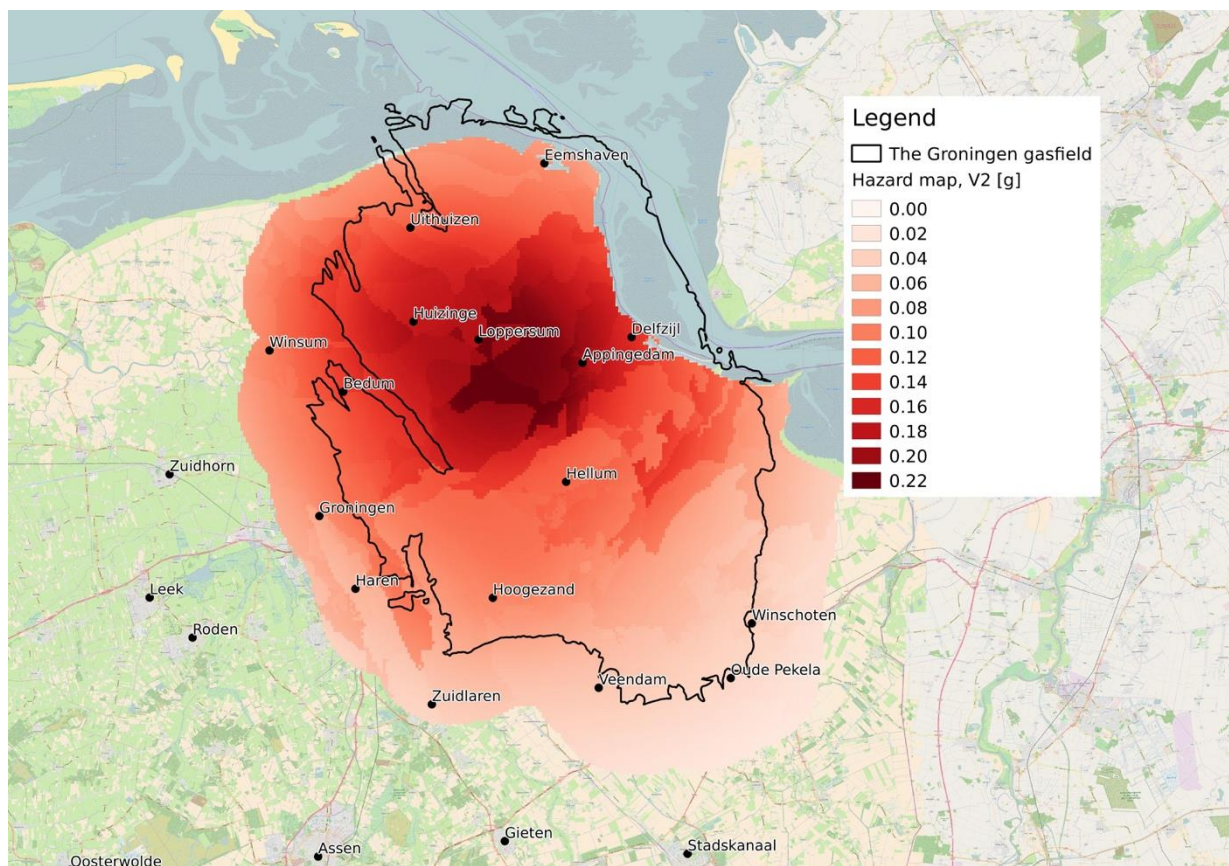 Legend
The Groningen gasfield
Hazard map, V2 [g]
0.00
0.02
0.04
0.06
0.08
0.10
0.12
0.14
0.16
0.18
0.20
0.22
Eemshaven
Uithuizen
Huizinge
Loppersum
Delfzijl
Winsum
Appingedam
Bedum
Zuidhorn
Hellum
Groningen
Haren
Leek
Hoogezand
Winschoten
Roden
Oude Pekela
Veendam
Zuidlaren
Gieten
Stadskanaal
Assen
Oosterwolde